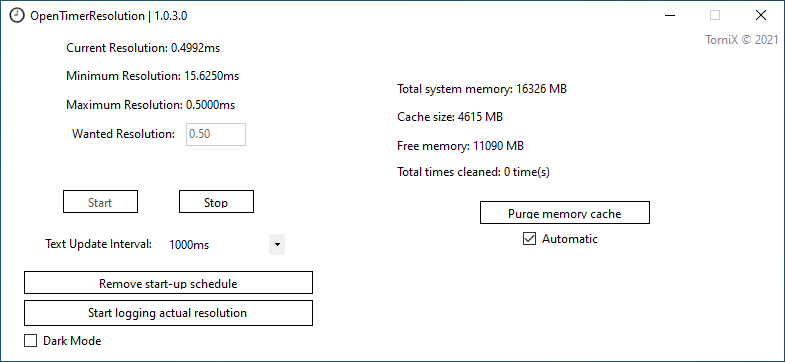 OpenTimerResolution | 1.0.3.0
TorniX © 2021
Current Resolution: 0.4992ms
Minimum Resolution: 15.6250ms
Maximum Resolution: 0.5000ms
Wanted Resolution: 0.50
Start Stop
Text Update Interval: 1000ms
Remove start-up schedule
Start logging actual resolution
Dark Mode
Total system memory: 16326 MB
Cache size: 4615 MB
Free memory: 11090 MB
Total times cleaned: 0 time(s)
Purge memory cache
Automatic